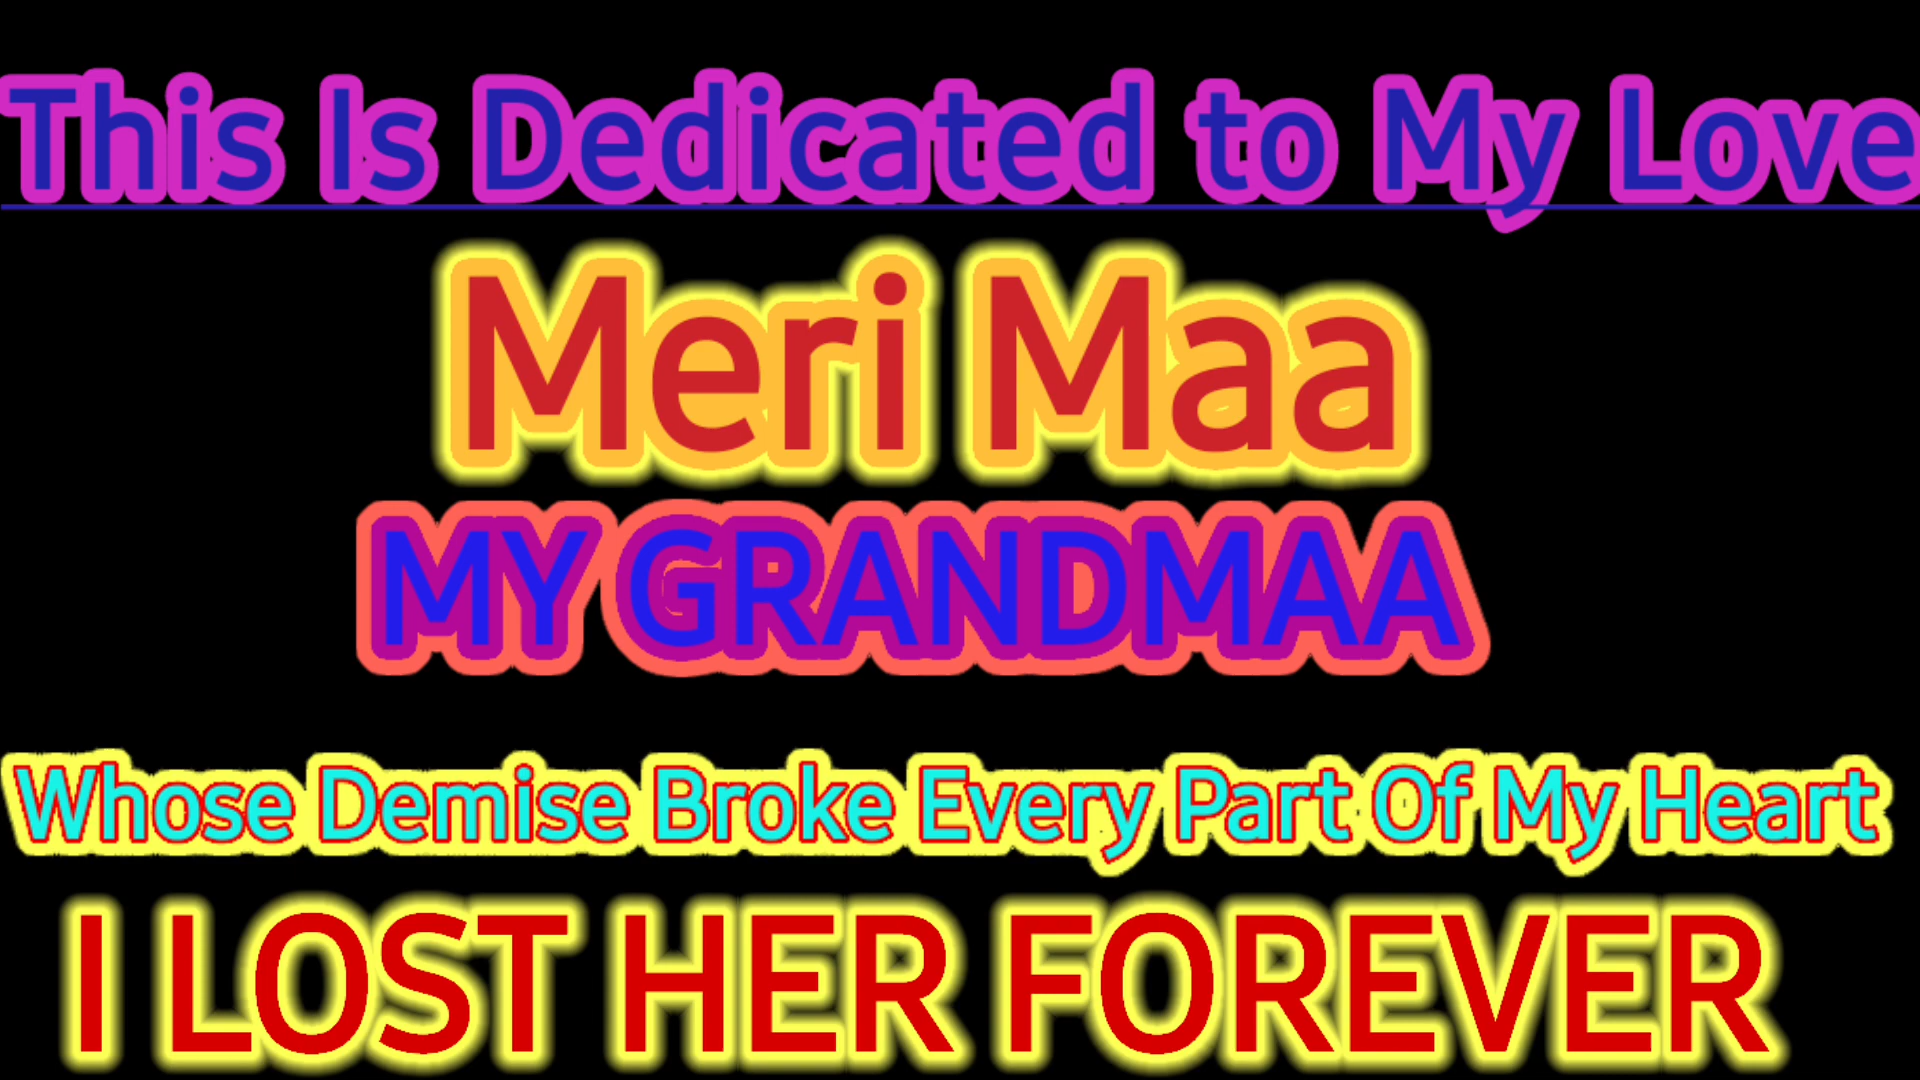 This Is Dedicated to My Love
Meri Maa
MY GRANDMAA
Whose Demise Broke Every Part Of My Heart
I LOST HER FOREVER